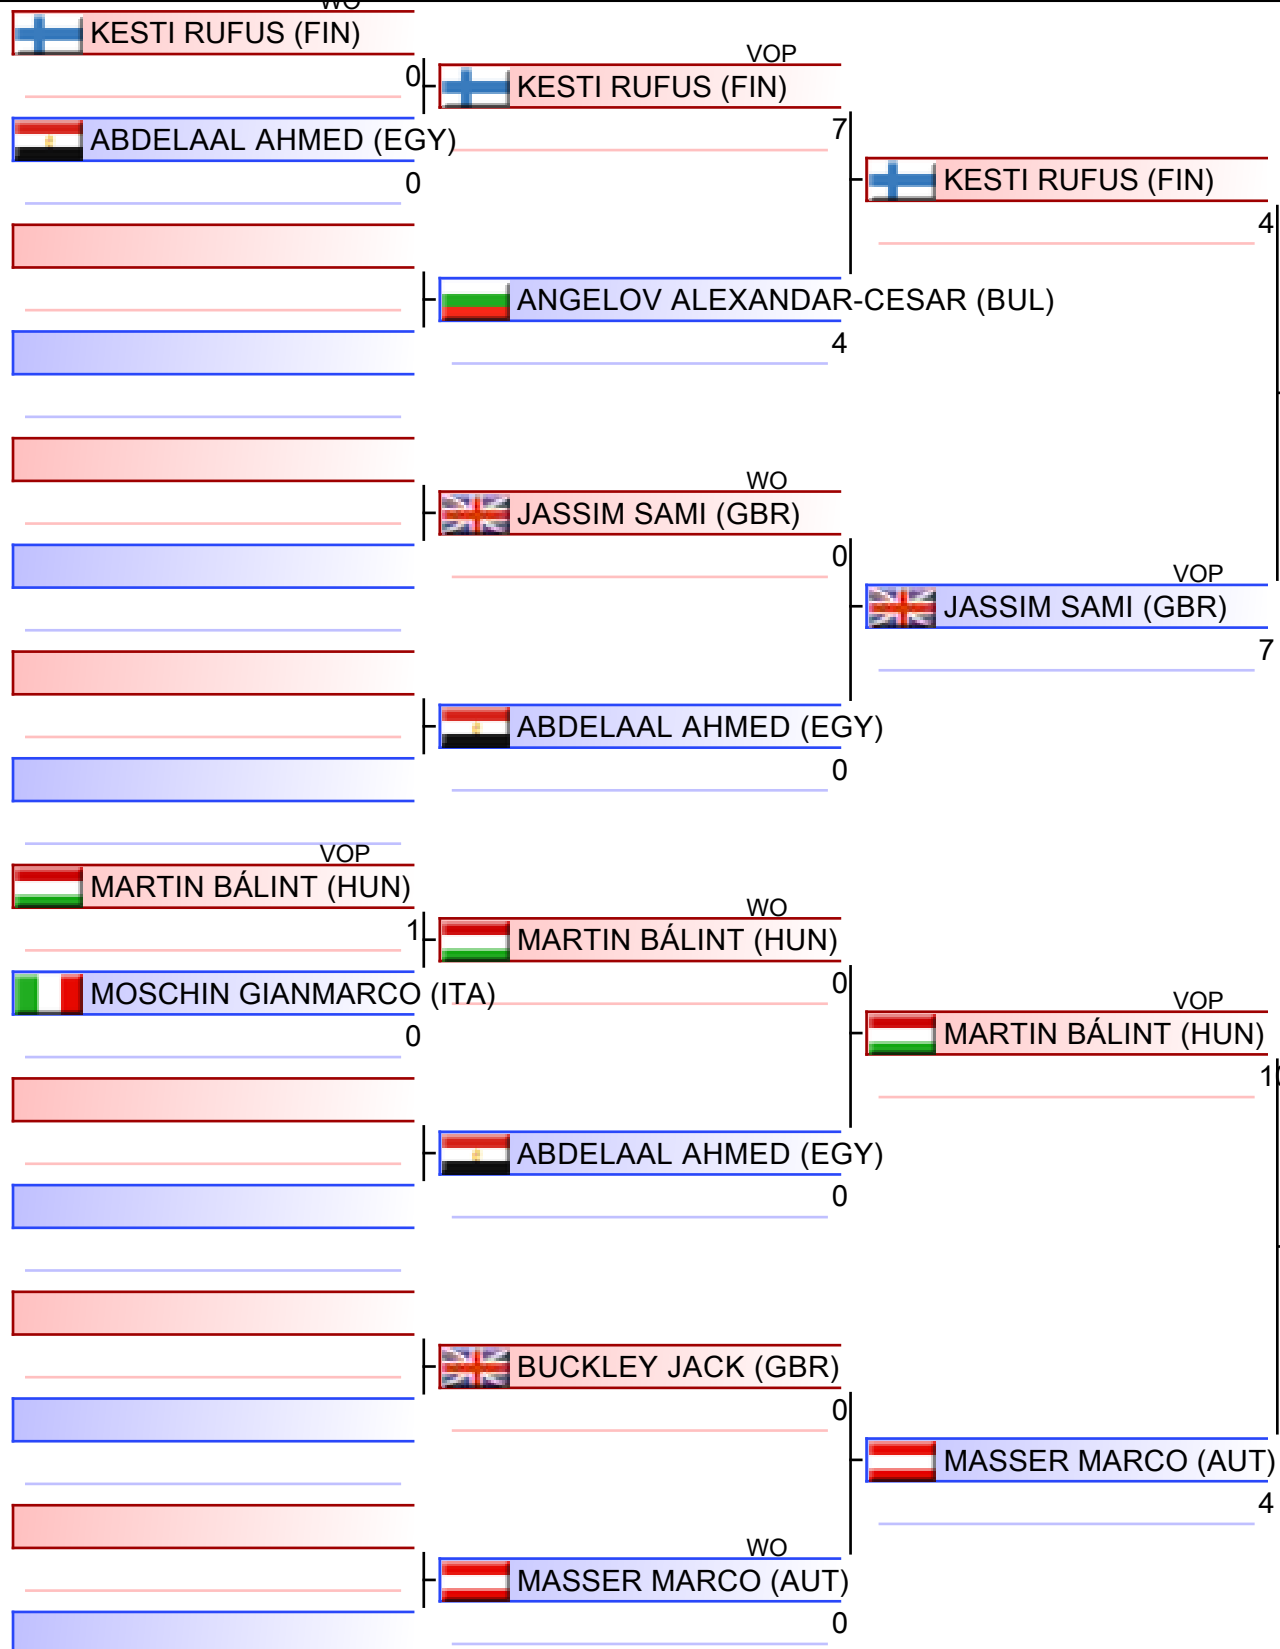 WO
KESTI RUFUS (FIN)
0
ABDELAAL AHMED (EGY)
0
VOP
KESTI RUFUS (FIN)
7
ANGELOV ALEXANDAR-CESAR (BUL)
4
KESTI RUFUS (FIN)
4
WO
JASSIM SAMI (GBR)
0
ABDELAAL AHMED (EGY)
0
VOP
JASSIM SAMI (GBR)
7
VOP
MARTIN BÁLINT (HUN)
1
MOSCHIN GIANMARCO (ITA)
0
WO
MARTIN BÁLINT (HUN)
0
ABDELAAL AHMED (EGY)
0
VOP
MARTIN BÁLINT (HUN)
BUCKLEY JACK (GBR)
0
WO
MASSER MARCO (AUT)
0
MASSER MARCO (AUT)
4